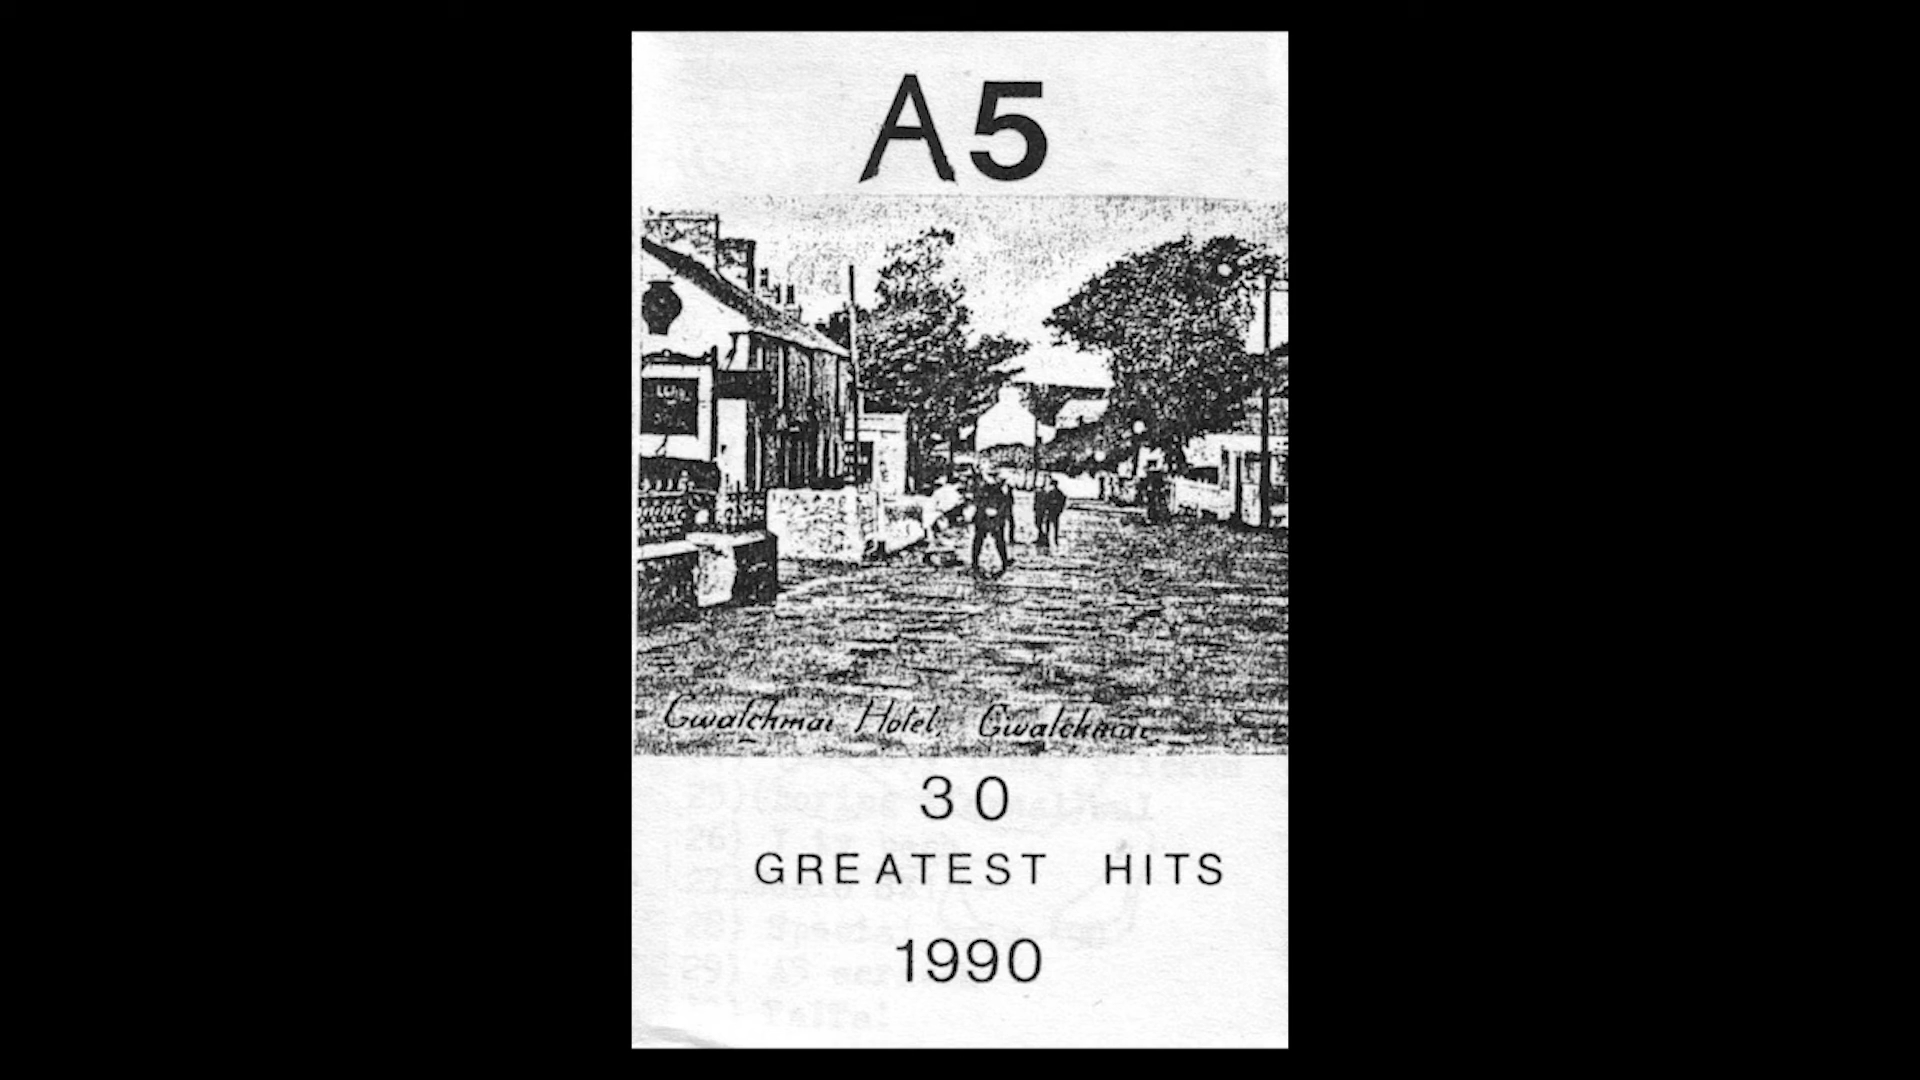 A5
Gwalchmai Hotel, Gwalchmai
30
GREATEST HITS
1990